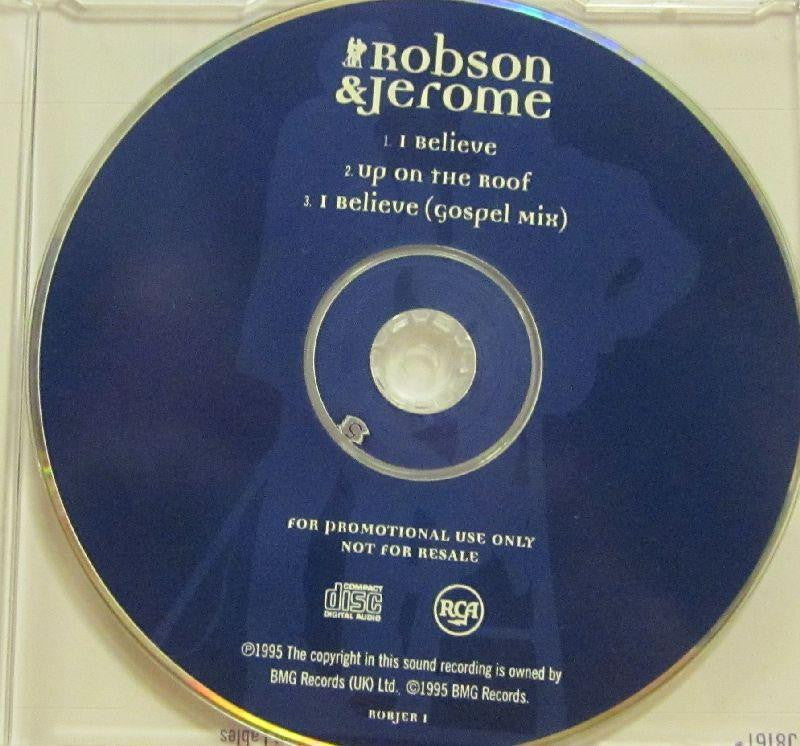 Robson
&Jerome
1. I Believe
2. Up on the Roof
3. I Believe (Gospel Mix)
FOR PROMOTIONAL USE ONLY
NOT FOR RESALE
COMPACT
disc
DIGITAL AUDIO
RCA
℗1995 The copyright in this sound recording is owned by
BMG Records (UK) Ltd. ©1995 BMG Records.
ROBJER 1